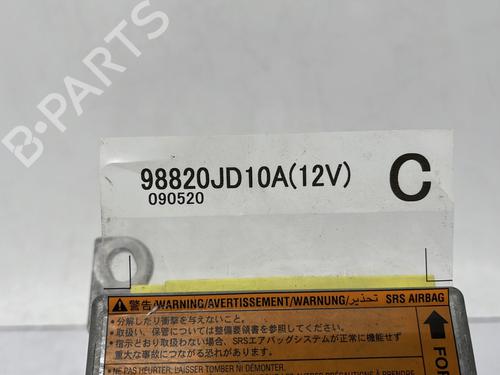 B-PARTS
98820JD10A(12V)
C
090520
警告/WARNING/AVERTISSEMENT/WARNUNG/تحذير SRS AIRBAG
・分解したり衝撃を与えないこと。
・取扱い、保管については整備要領書を参照してください。
・指示どおり取扱わない場合、SRSエアバッグシステムが正常に機能せず
重大な事故につながる恐れがあります。
・NE PAS HEURTER, LAISSER TOMBER NI DÉMONTER.
FOR